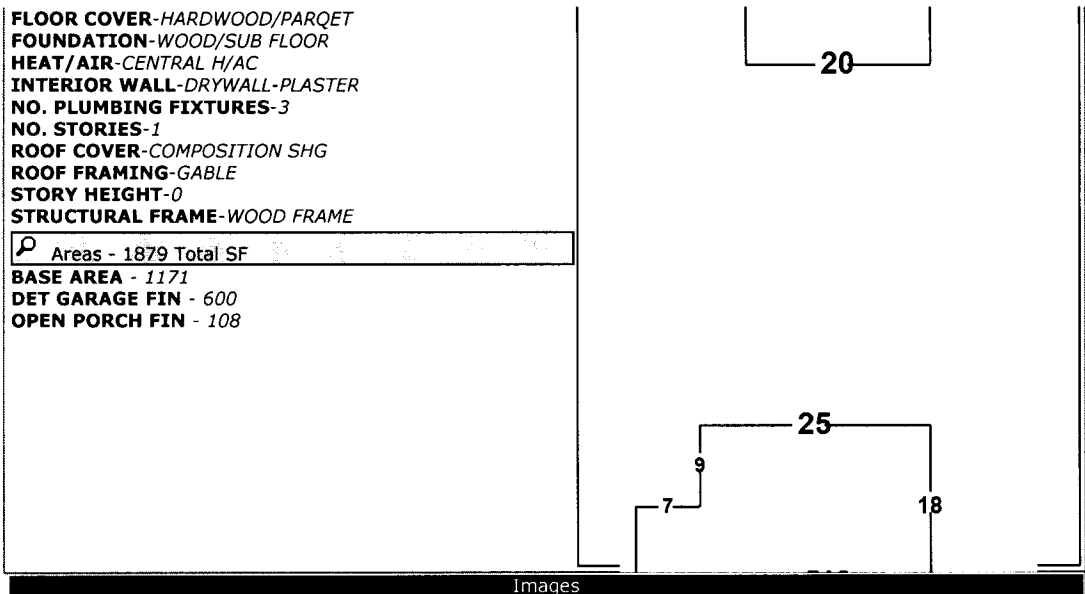 FLOOR COVER-HARDWOOD/PARQET
FOUNDATION-WOOD/SUB FLOOR
HEAT/AIR-CENTRAL H/AC
INTERIOR WALL-DRYWALL-PLASTER
NO. PLUMBING FIXTURES-3
NO. STORIES-1
ROOF COVER-COMPOSITION SHG
ROOF FRAMING-GABLE
STORY HEIGHT-0
STRUCTURAL FRAME-WOOD FRAME
Areas - 1879 Total SF
BASE AREA - 1171
DET GARAGE FIN - 600
OPEN PORCH FIN - 108
20
25
9
7
18
Images